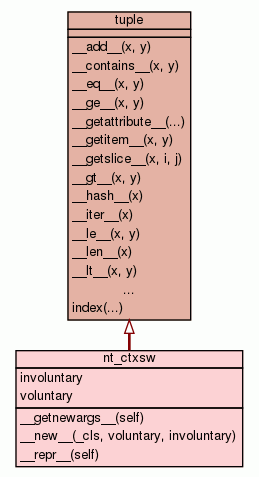 tuple
__add__(x, y)
__contains__(x, y)
__eq__(x, y)
__ge__(x, y)
__getattribute__(...)
__getitem__(x, y)
__getslice__(x, i, j)
__gt__(x, y)
__hash__(x)
__iter__(x)
__le__(x, y)
__len__(x)
__lt__(x, y)
...
index(...)
nt_ctxsw
involuntary
voluntary
__getnewargs__(self)
__new__(_cls, voluntary, involuntary)
__repr__(self)